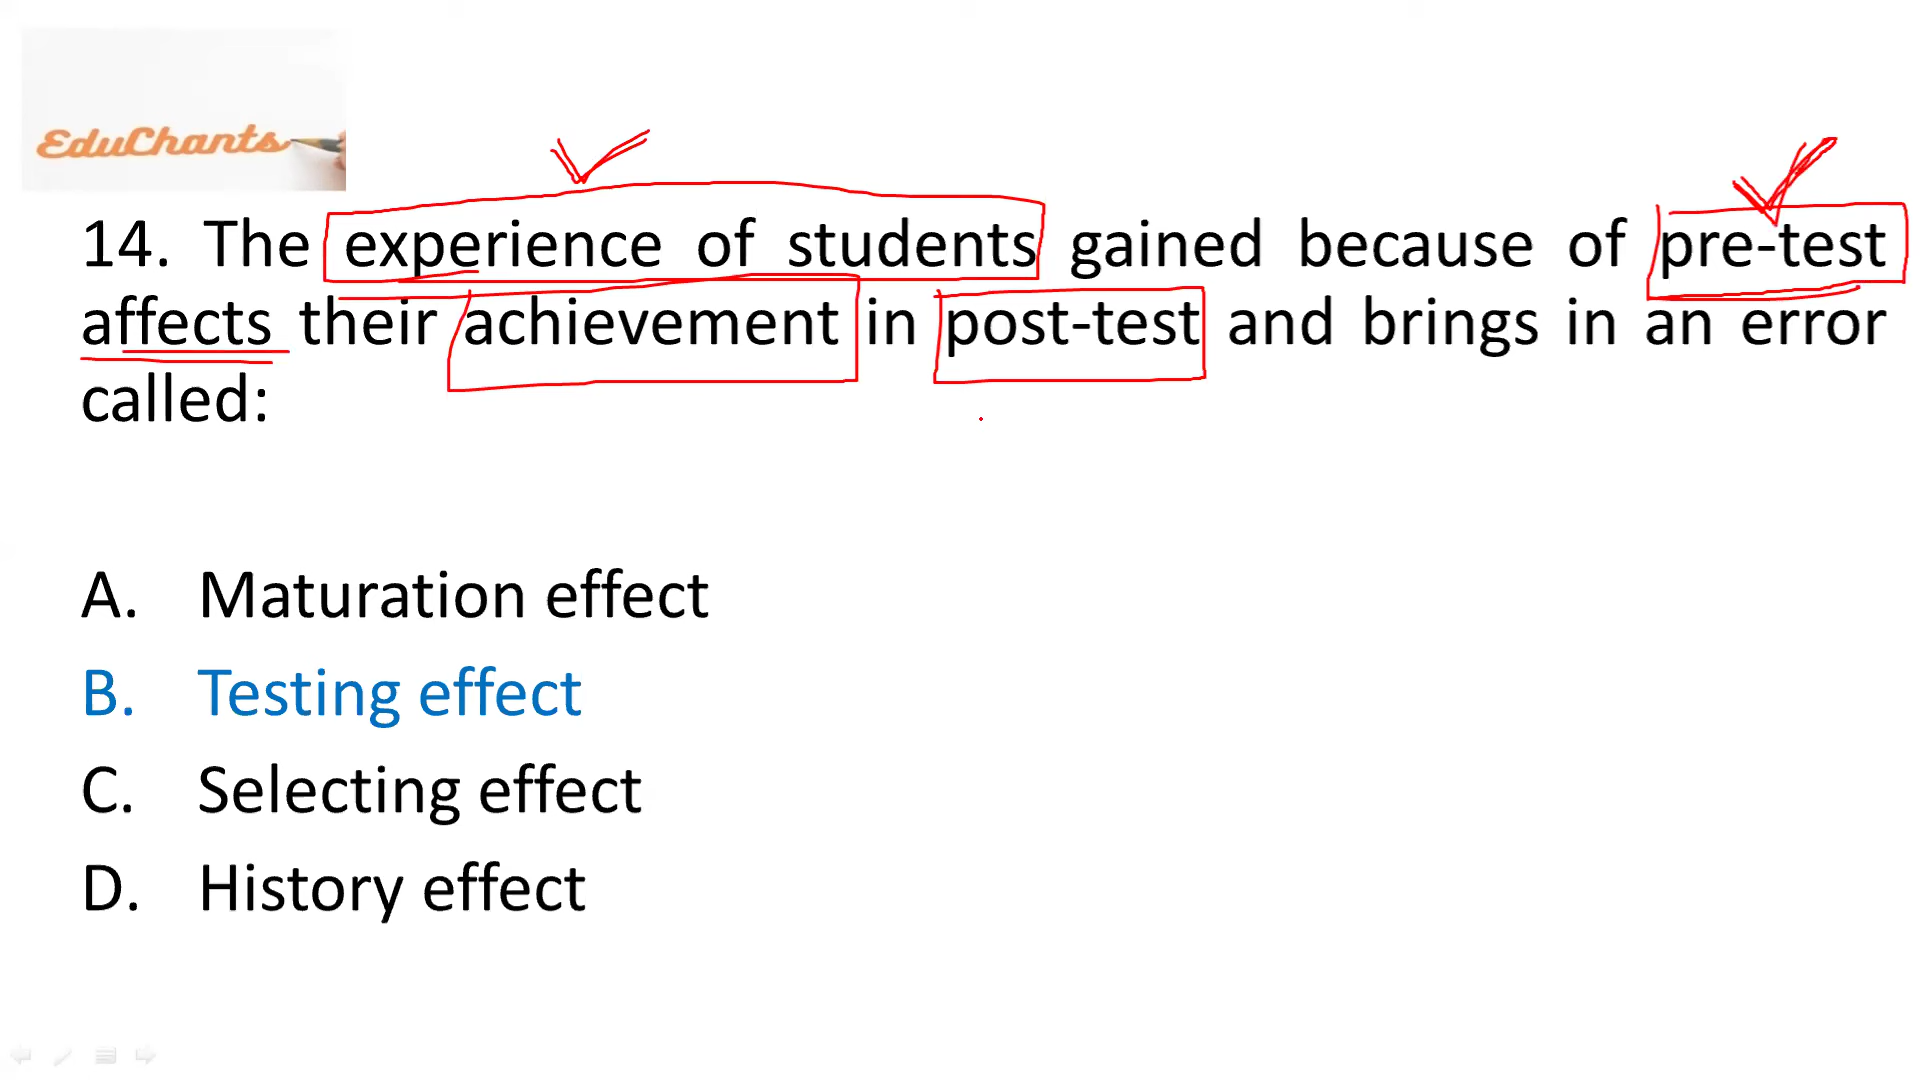 EduChants
14. The experience of students gained because of pre-test
affects their achievement in post-test and brings in an error
called:
A. Maturation effect
B. Testing effect
C. Selecting effect
D. History effect